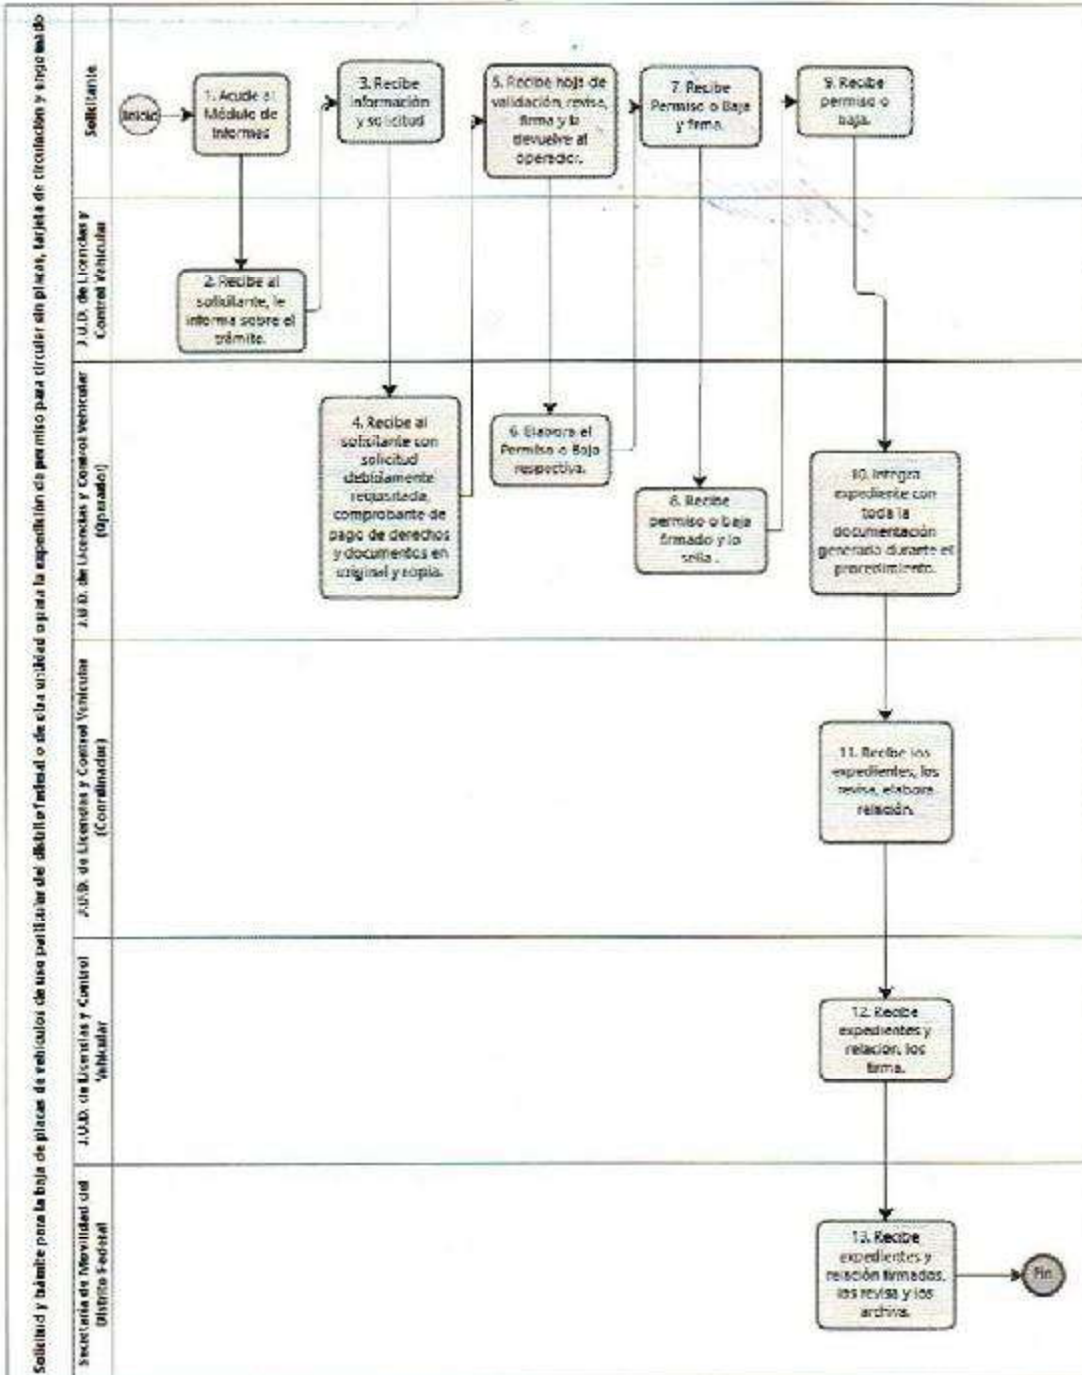 Solicitud y trámite para la baja de placas de vehículos de uso particular del distrito federal o de otra entidad o para la expedición de permiso para circular sin placas, tarjeta de circulación y engomado
Solicitante
Inicio
1. Acude al
Módulo de
Informes
3. Recibe
información
y solicitud
5. Recibe hoja de
validación, revisa,
firma y la
devuelve al
operador.
7. Recibe
Permiso o Baja
y firma.
9. Recibe
permiso o
baja.
J.U.D. de Licencias y
Control Vehicular
2. Recibe al
solicitante, le
informa sobre el
trámite.
J.U.D. de Licencias y Control Vehicular
(Operador)
4. Recibe al
solicitante con
solicitud
debidamente
requisitada,
comprobante de
pago de derechos
y documentos en
original y copia.
6. Elabora el
Permiso o Baja
respectiva.
8. Recibe
permiso o baja
firmado y lo
sella.
10. Integra
expediente con
toda la
documentación
generada durante el
procedimiento.
J.U.D. de Licencias y Control Vehicular
(Coordinador)
11. Recibe los
expedientes, los
revisa, elabora
relación.
J.U.D. de Licencias y Control
Vehicular
12. Recibe
expedientes y
relación, los
firma.
Secretaría de Movilidad del
Distrito Federal
13. Recibe
expedientes y
relación firmados,
los revisa y los
archiva.
Fin